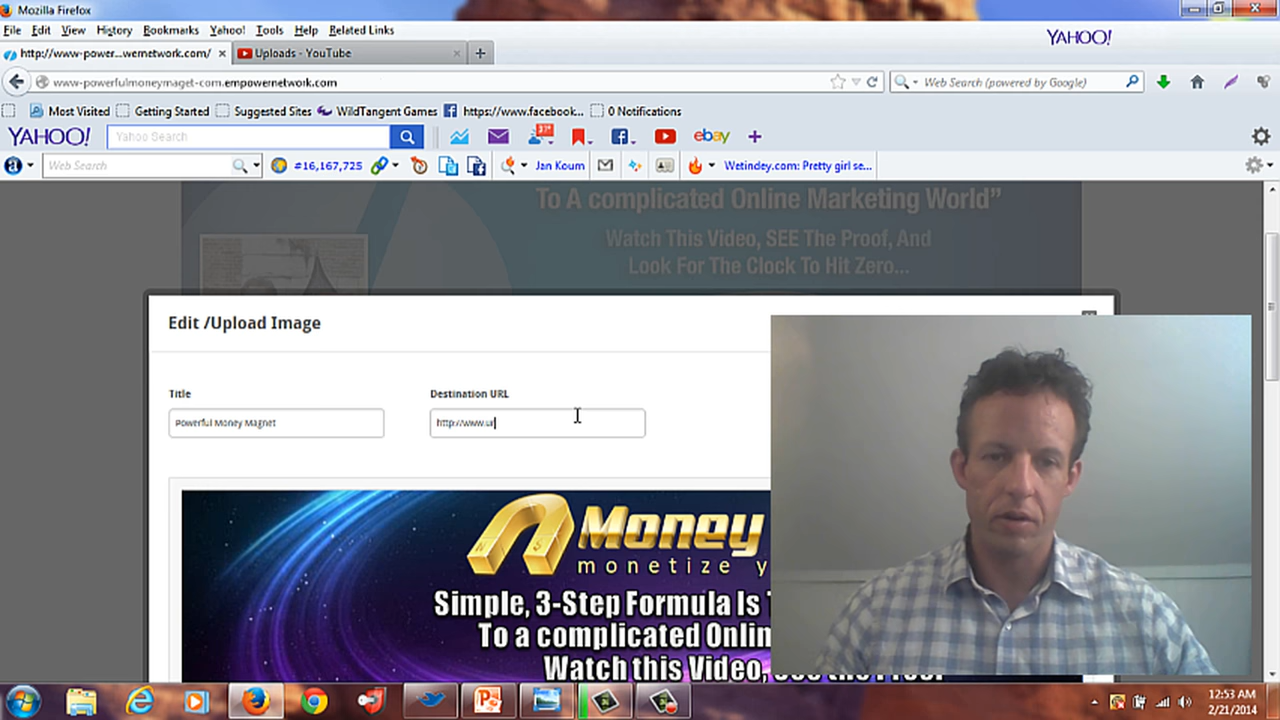 Mozilla Firefox
File Edit View History Bookmarks Yahoo! Tools Help Related Links
YAHOO!
http://www-power...wernetwork.com/ × Uploads - YouTube × +
www-powerfulmoneymaget-com.empowernetwork.com
Web Search (powered by Google)
Most Visited Getting Started Suggested Sites WildTangent Games https://www.facebook... 0 Notifications
YAHOO! Yahoo Search ebay
Web Search #16,167,725 Jan Koum Wetindey.com: Pretty girl se...
To A complicated Online Marketing World”
Watch This Video, SEE The Proof, And
Look For The Clock To Hit Zero...
Edit /Upload Image
Title Destination URL
Powerful Money Magnet http://www.ur
Money
monetize y
Simple, 3-Step Formula Is
To a complicated Onlin
Watch this Video,
12:53 AM
2/21/2014